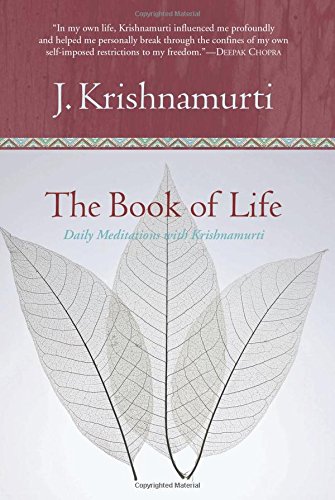 "In my own life, Krishnamurti influenced me profoundly
and helped me personally break through the confines of my own
self-imposed restrictions to my freedom."—DEEPAK CHOPRA
J. Krishnamurti
The Book of Life
Daily Meditations with Krishnamurti